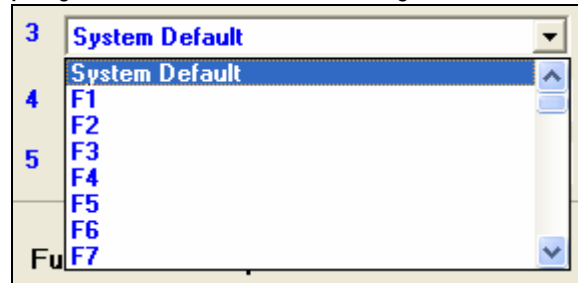 3 System Default
System Default
4 F1
F2
5 F3
F4
F5
F6
Fu F7